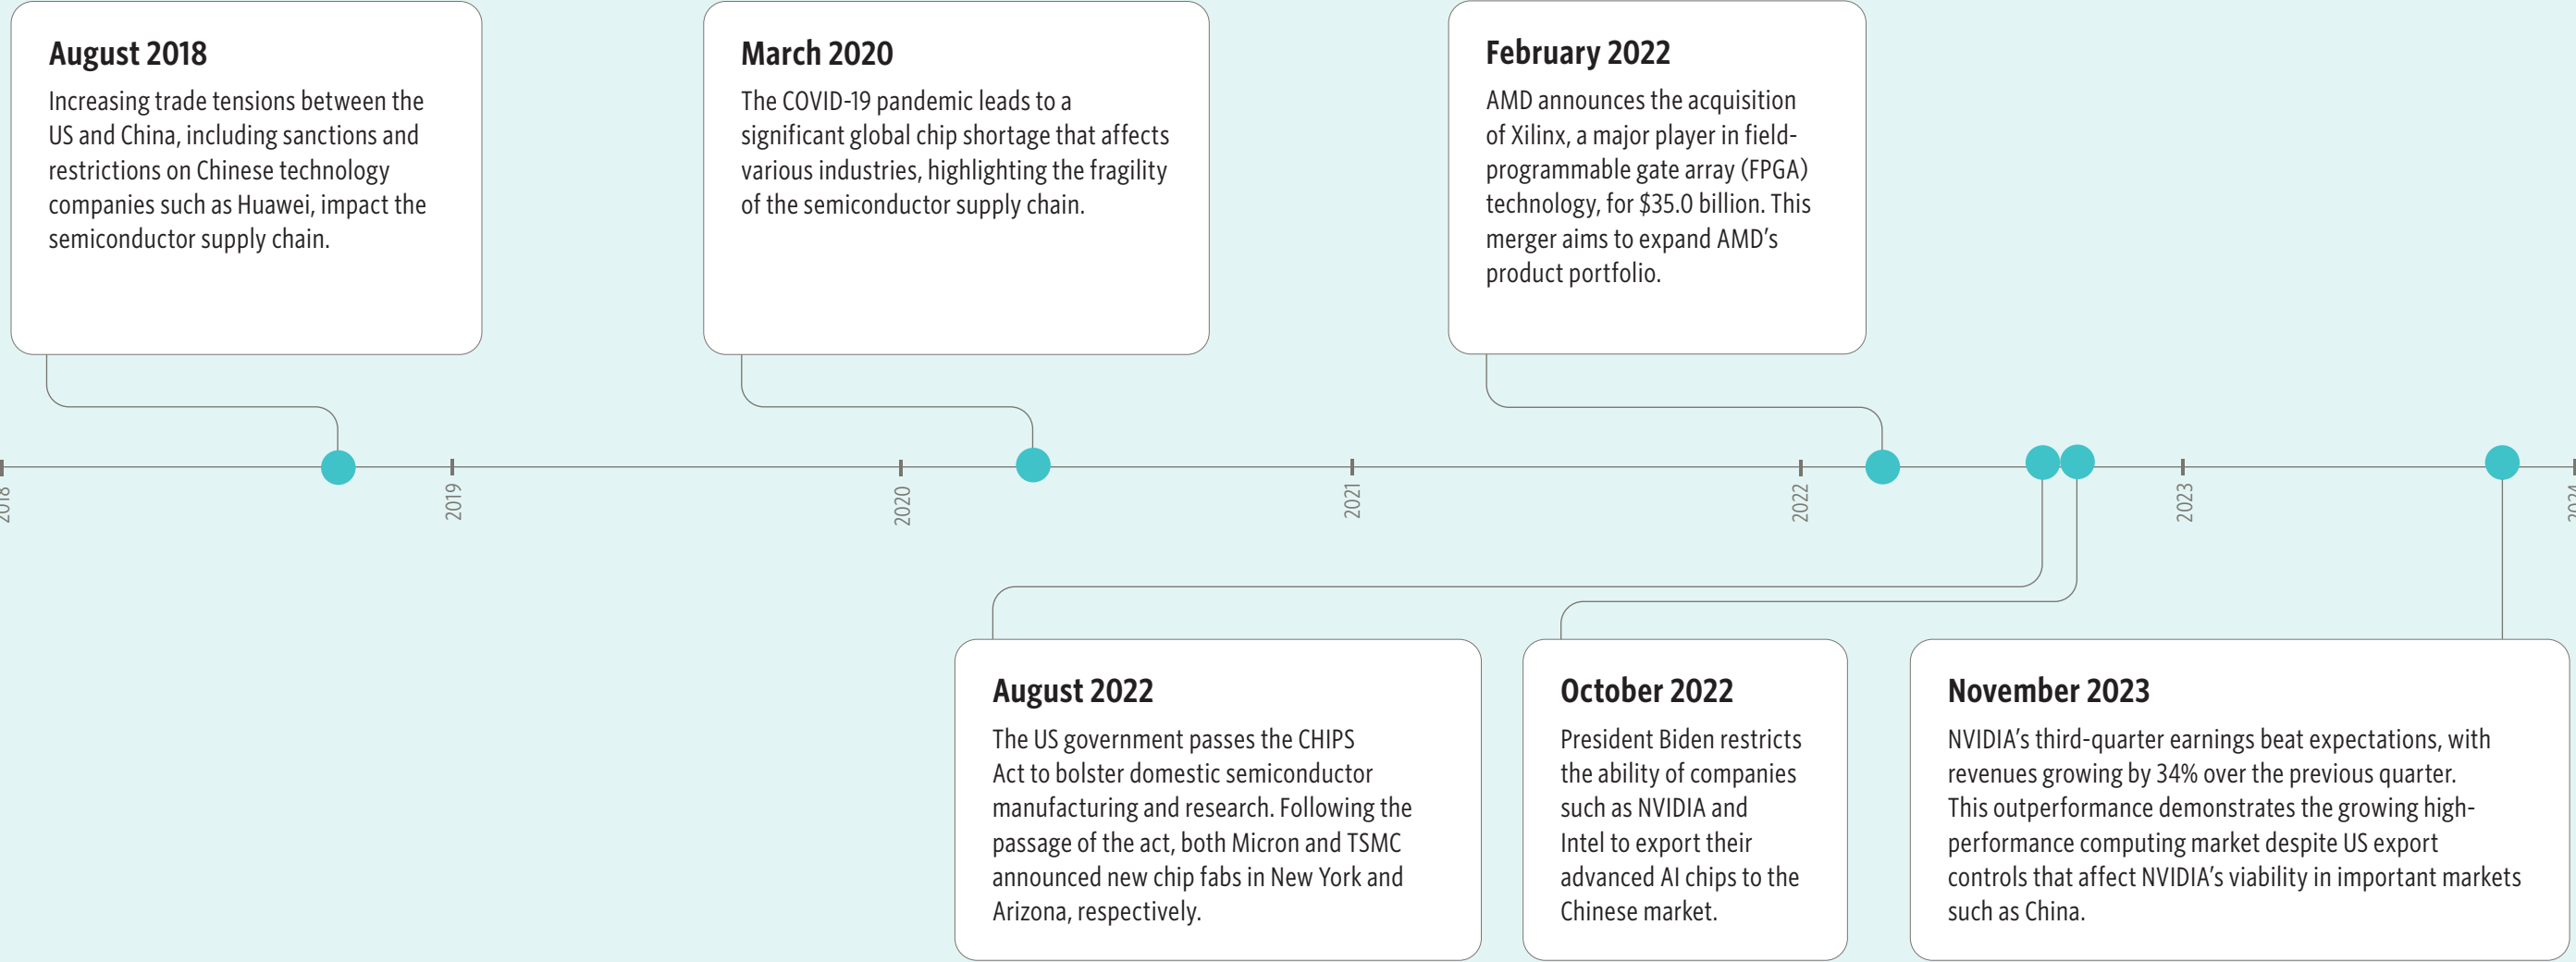 August 2018
Increasing trade tensions between the
US and China, including sanctions and
restrictions on Chinese technology
companies such as Huawei, impact the
semiconductor supply chain.
March 2020
The COVID-19 pandemic leads to a
significant global chip shortage that affects
various industries, highlighting the fragility
of the semiconductor supply chain.
February 2022
AMD announces the acquisition
of Xilinx, a major player in field-
programmable gate array (FPGA)
technology, for $35.0 billion. This
merger aims to expand AMD’s
product portfolio.
2018
2019
2020
2021
2022
2023
2024
August 2022
The US government passes the CHIPS
Act to bolster domestic semiconductor
manufacturing and research. Following the
passage of the act, both Micron and TSMC
announced new chip fabs in New York and
Arizona, respectively.
October 2022
President Biden restricts
the ability of companies
such as NVIDIA and
Intel to export their
advanced AI chips to the
Chinese market.
November 2023
NVIDIA’s third-quarter earnings beat expectations, with
revenues growing by 34% over the previous quarter.
This outperformance demonstrates the growing high-
performance computing market despite US export
controls that affect NVIDIA’s viability in important markets
such as China.